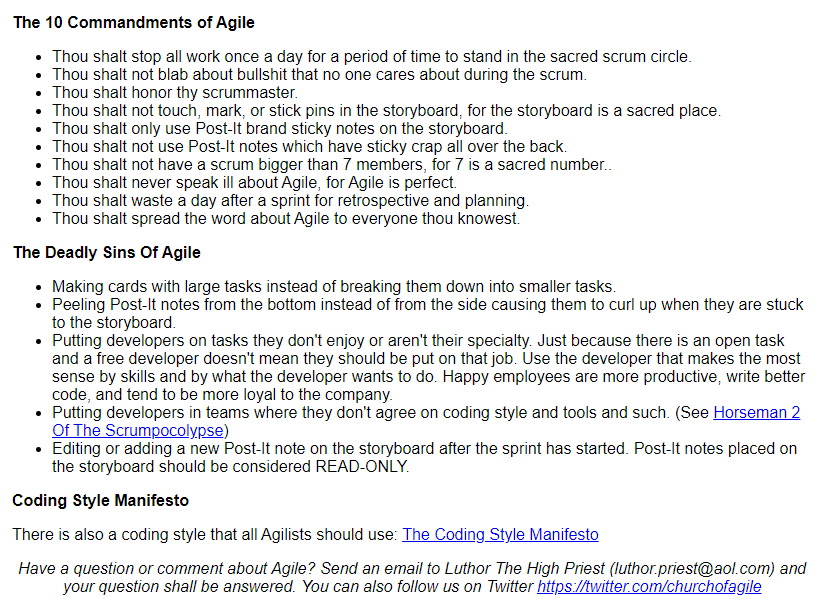 The 10 Commandments of Agile
Thou shalt stop all work once a day for a period of time to stand in the sacred scrum circle.
Thou shalt not blab about bullshit that no one cares about during the scrum.
Thou shalt honor thy scrummaster.
Thou shalt not touch, mark, or stick pins in the storyboard, for the storyboard is a sacred place.
Thou shalt only use Post-It brand sticky notes on the storyboard.
Thou shalt not use Post-It notes which have sticky crap all over the back.
Thou shalt not have a scrum bigger than 7 members, for 7 is a sacred number..
Thou shalt never speak ill about Agile, for Agile is perfect.
Thou shalt waste a day after a sprint for retrospective and planning.
Thou shalt spread the word about Agile to everyone thou knowest.
The Deadly Sins Of Agile
Making cards with large tasks instead of breaking them down into smaller tasks.
Peeling Post-It notes from the bottom instead of from the side causing them to curl up when they are stuck
to the storyboard.
Putting developers on tasks they don't enjoy or aren't their specialty. Just because there is an open task
and a free developer doesn't mean they should be put on that job. Use the developer that makes the most
sense by skills and by what the developer wants to do. Happy employees are more productive, write better
code, and tend to be more loyal to the company.
Putting developers in teams where they don't agree on coding style and tools and such. (See Horseman 2
Of The Scrumpocolypse)
Editing or adding a new Post-It note on the storyboard after the sprint has started. Post-It notes placed on
the storyboard should be considered READ-ONLY.
Coding Style Manifesto
There is also a coding style that all Agilists should use: The Coding Style Manifesto
Have a question or comment about Agile? Send an email to Luthor The High Priest (luthor.priest@aol.com) and
your question shall be answered. You can also follow us on Twitter https://twitter.com/churchofagile